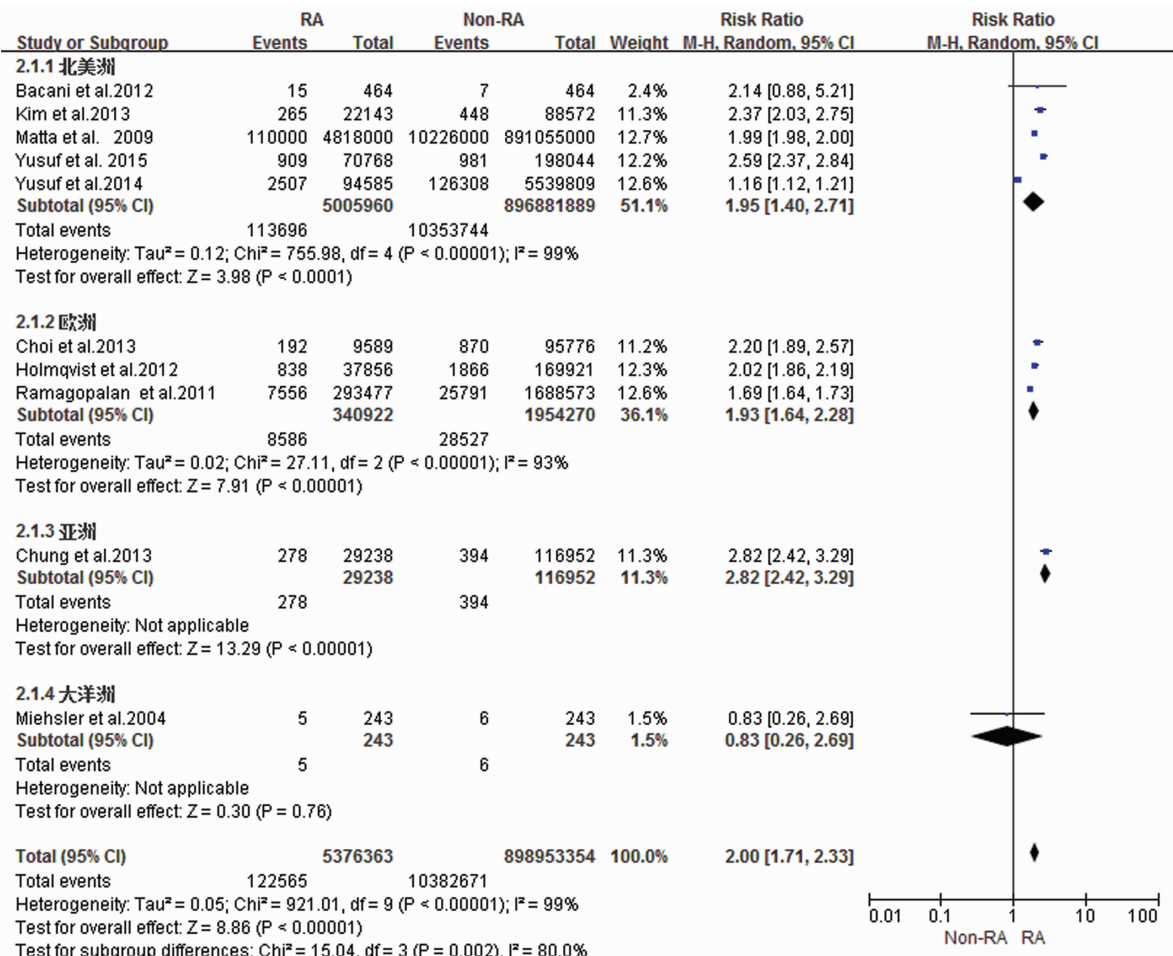 RA Non-RA Risk Ratio Risk Ratio
Study or Subgroup Events Total Events Total Weight M-H, Random, 95% CI M-H, Random, 95% CI
2.1.1 北美洲
Bacani et al.2012 15 464 7 464 2.4% 2.14 [0.88, 5.21]
Kim et al.2013 265 22143 448 88572 11.3% 2.37 [2.03, 2.75]
Matta et al. 2009 110000 4818000 10226000 891055000 12.7% 1.99 [1.98, 2.00]
Yusuf et al. 2015 909 70768 981 198044 12.2% 2.59 [2.37, 2.84]
Yusuf et al.2014 2507 94585 126308 5539809 12.6% 1.16 [1.12, 1.21]
Subtotal (95% CI) 5005960 896881889 51.1% 1.95 [1.40, 2.71]
Total events 113696 10353744
Heterogeneity: Tau² = 0.12; Chi² = 755.98, df = 4 (P < 0.00001); I² = 99%
Test for overall effect: Z = 3.98 (P < 0.0001)
2.1.2 欧洲
Choi et al.2013 192 9589 870 95776 11.2% 2.20 [1.89, 2.57]
Holmqvist et al.2012 838 37856 1866 169921 12.3% 2.02 [1.86, 2.19]
Ramagopalan et al.2011 7556 293477 25791 1688573 12.6% 1.69 [1.64, 1.73]
Subtotal (95% CI) 340922 1954270 36.1% 1.93 [1.64, 2.28]
Total events 8586 28527
Heterogeneity: Tau² = 0.02; Chi² = 27.11, df = 2 (P < 0.00001); I² = 93%
Test for overall effect: Z = 7.91 (P < 0.00001)
2.1.3 亚洲
Chung et al.2013 278 29238 394 116952 11.3% 2.82 [2.42, 3.29]
Subtotal (95% CI) 29238 116952 11.3% 2.82 [2.42, 3.29]
Total events 278 394
Heterogeneity: Not applicable
Test for overall effect: Z = 13.29 (P < 0.00001)
2.1.4 大洋洲
Miehsler et al.2004 5 243 6 243 1.5% 0.83 [0.26, 2.69]
Subtotal (95% CI) 243 243 1.5% 0.83 [0.26, 2.69]
Total events 5 6
Heterogeneity: Not applicable
Test for overall effect: Z = 0.30 (P = 0.76)
Total (95% CI) 5376363 898953354 100.0% 2.00 [1.71, 2.33]
Total events 122565 10382671
Heterogeneity: Tau² = 0.05; Chi² = 921.01, df = 9 (P < 0.00001); I² = 99%
Test for overall effect: Z = 8.86 (P < 0.00001)
Test for subgroup differences: Chi² = 15.04, df = 3 (P = 0.002), I² = 80.0%
0.01 0.1 1 10 100
Non-RA RA